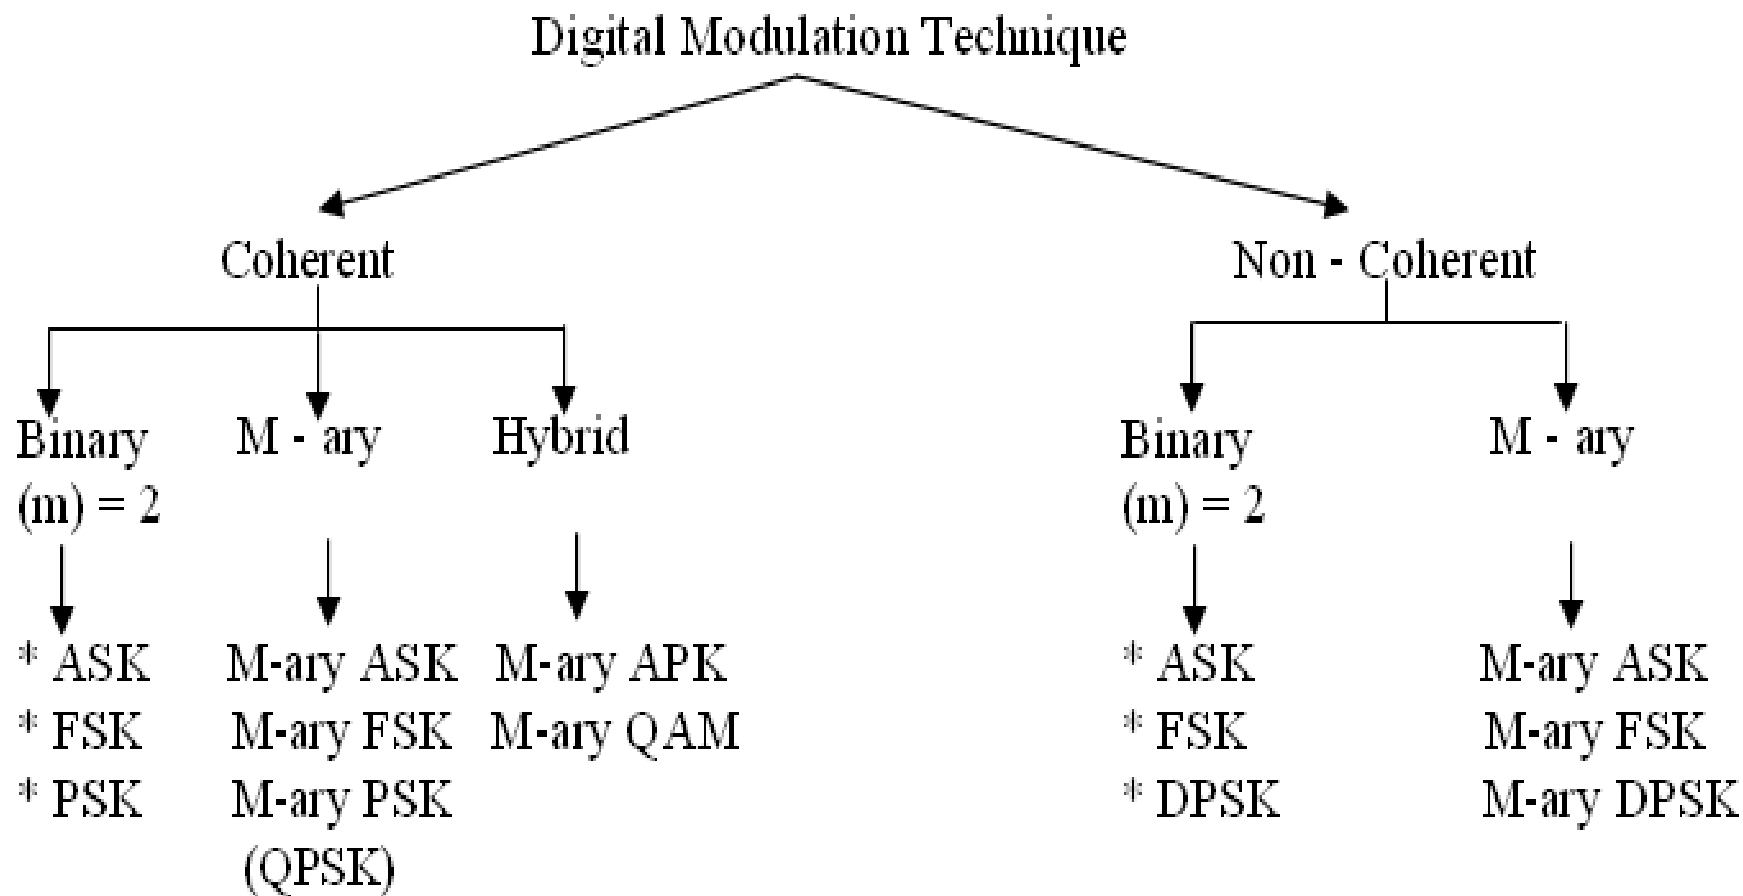 Digital Modulation Technique
Coherent
Non - Coherent
Binary
(m) = 2
M - ary
Hybrid
Binary
(m) = 2
M - ary
* ASK
* FSK
* PSK
M-ary ASK
M-ary FSK
M-ary PSK
(QPSK)
M-ary APK
M-ary QAM
* ASK
* FSK
* DPSK
M-ary ASK
M-ary FSK
M-ary DPSK